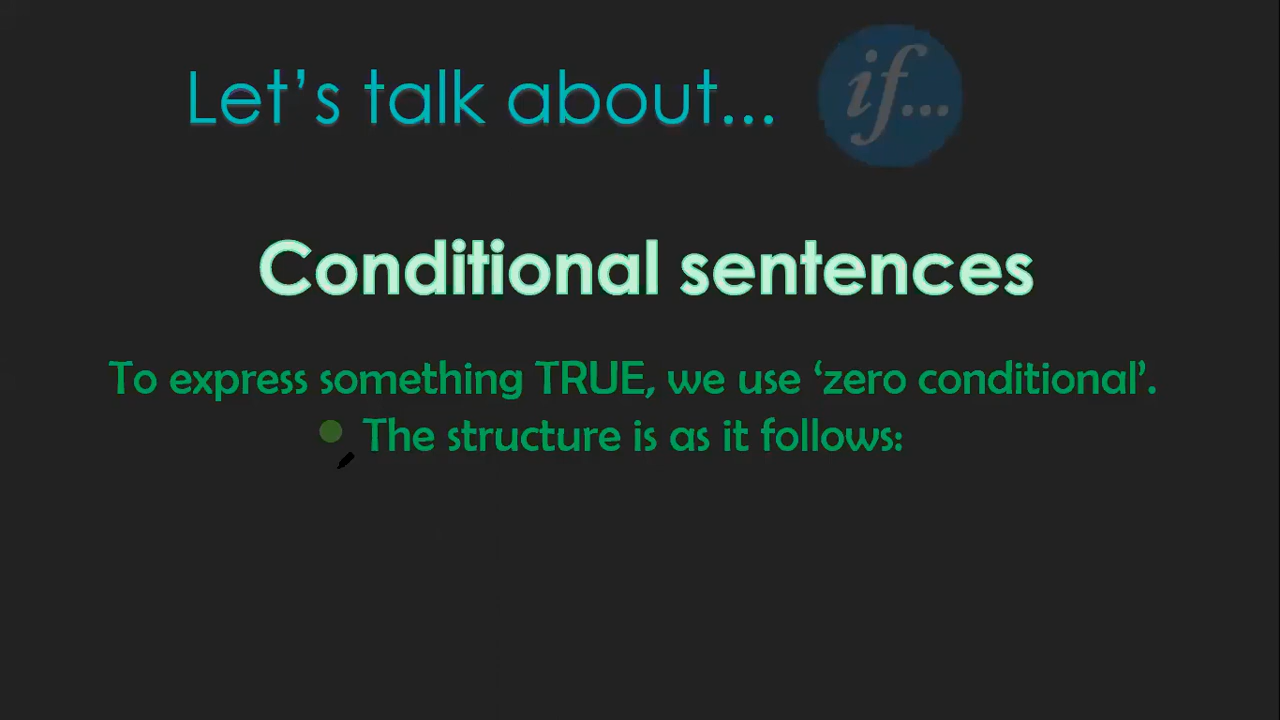 Let's talk about... if...
Conditional sentences
To express something TRUE, we use ‘zero conditional’.
The structure is as it follows: